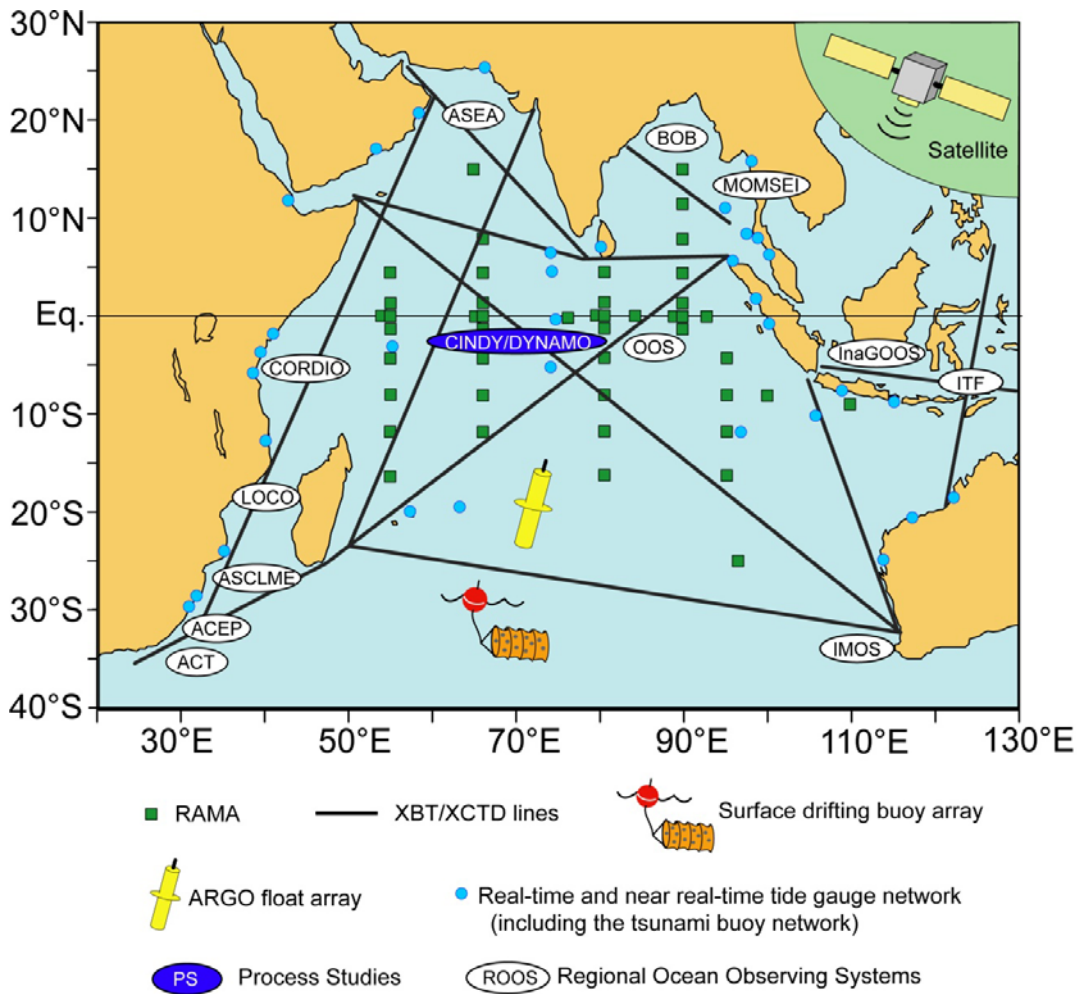 30°N
20°N
10°N
Eq.
10°S
20°S
30°S
40°S
30°E
50°E
70°E
90°E
110°E
130°E
ASEA
BOB
MOMSEI
Satellite
CINDY/DYNAMO
OOS
InaGOOS
ITF
CORDIO
LOCO
ASCLME
ACEP
ACT
IMOS
RAMA
XBT/XCTD lines
Surface drifting buoy array
ARGO float array
Real-time and near real-time tide gauge network
(including the tsunami buoy network)
PS Process Studies
ROOS Regional Ocean Observing Systems